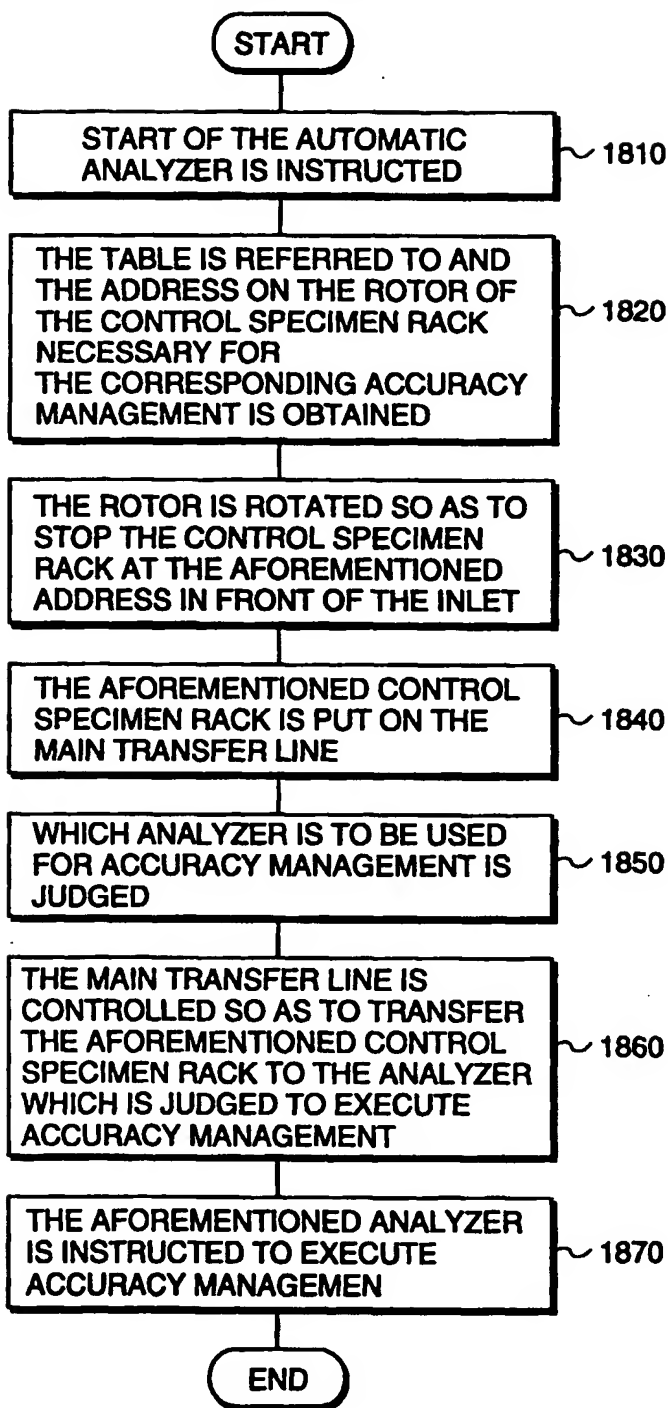 START
START OF THE AUTOMATIC
ANALYZER IS INSTRUCTED
1810
THE TABLE IS REFERRED TO AND
THE ADDRESS ON THE ROTOR OF
THE CONTROL SPECIMEN RACK
NECESSARY FOR
THE CORRESPONDING ACCURACY
MANAGEMENT IS OBTAINED
1820
THE ROTOR IS ROTATED SO AS TO
STOP THE CONTROL SPECIMEN
RACK AT THE AFOREMENTIONED
ADDRESS IN FRONT OF THE INLET
1830
THE AFOREMENTIONED CONTROL
SPECIMEN RACK IS PUT ON THE
MAIN TRANSFER LINE
1840
WHICH ANALYZER IS TO BE USED
FOR ACCURACY MANAGEMENT IS
JUDGED
1850
THE MAIN TRANSFER LINE IS
CONTROLLED SO AS TO TRANSFER
THE AFOREMENTIONED CONTROL
SPECIMEN RACK TO THE ANALYZER
WHICH IS JUDGED TO EXECUTE
ACCURACY MANAGEMENT
1860
THE AFOREMENTIONED ANALYZER
IS INSTRUCTED TO EXECUTE
ACCURACY MANAGEMEN
1870
END